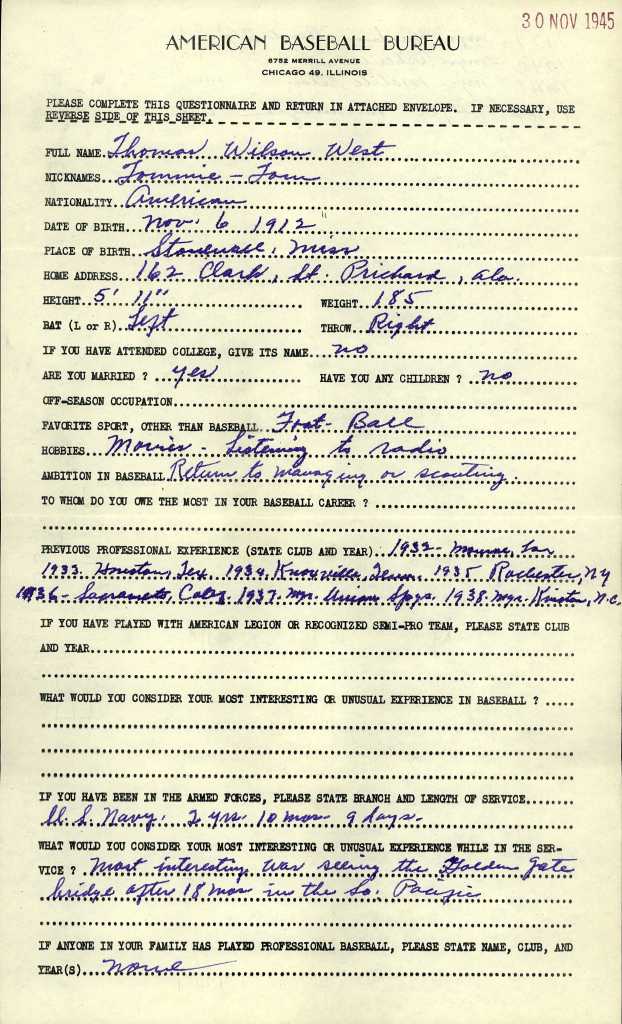 30 NOV 1945
AMERICAN BASEBALL BUREAU
6752 MERRILL AVENUE
CHICAGO 49, ILLINOIS
PLEASE COMPLETE THIS QUESTIONNAIRE AND RETURN IN ATTACHED ENVELOPE. IF NECESSARY, USE
REVERSE SIDE OF THIS SHEET.
FULL NAME Thomas Wilson West
NICKNAMES Tommie - Tom
NATIONALITY American
DATE OF BIRTH Nov. 6 1912
PLACE OF BIRTH Stonewall, Miss
HOME ADDRESS 162 Clark, St. Prichard, Ala.
HEIGHT 5' 11" WEIGHT 185
BAT (L or R) Left THROW Right
IF YOU HAVE ATTENDED COLLEGE, GIVE ITS NAME no
ARE YOU MARRIED ? yes HAVE YOU ANY CHILDREN ? no
OFF-SEASON OCCUPATION
FAVORITE SPORT, OTHER THAN BASEBALL Foot-Ball
HOBBIES Movies - Listening to radio
AMBITION IN BASEBALL Return to managing or scouting.
TO WHOM DO YOU OWE THE MOST IN YOUR BASEBALL CAREER ?
PREVIOUS PROFESSIONAL EXPERIENCE (STATE CLUB AND YEAR) 1932- Monroe, La.
1933 Houston, Tex 1934 Knoxville, Tenn 1935 Rochester, NY
1936 - Sacramento, Calif. 1937 Mgr. Union Spgs. 1938 Mgr. Kinston, N.C.
IF YOU HAVE PLAYED WITH AMERICAN LEGION OR RECOGNIZED SEMI-PRO TEAM, PLEASE STATE CLUB
AND YEAR
WHAT WOULD YOU CONSIDER YOUR MOST INTERESTING OR UNUSUAL EXPERIENCE IN BASEBALL ?
IF YOU HAVE BEEN IN THE ARMED FORCES, PLEASE STATE BRANCH AND LENGTH OF SERVICE
U.S. Navy. 2 yrs. 10 mos. 9 days.
WHAT WOULD YOU CONSIDER YOUR MOST INTERESTING OR UNUSUAL EXPERIENCE WHILE IN THE SER-
VICE ? Most interesting was seeing the Golden Gate
bridge after 18 mos in the So. Pacific
IF ANYONE IN YOUR FAMILY HAS PLAYED PROFESSIONAL BASEBALL, PLEASE STATE NAME, CLUB, AND
YEAR(S) none